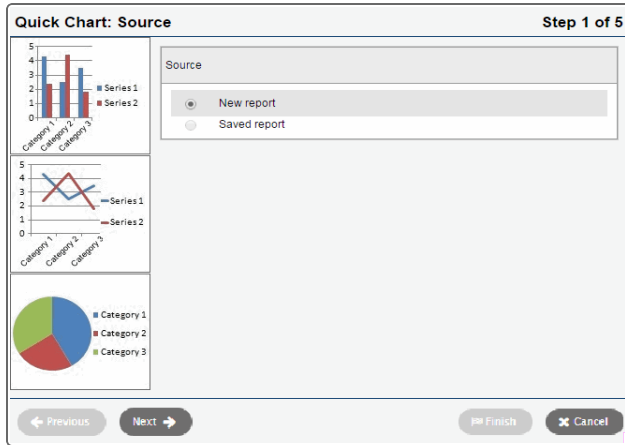 Quick Chart: Source
Step 1 of 5
5
4
3
2
1
0
Category 1
Category 2
Category 3
Series 1
Series 2
5
4
3
2
1
0
Category 1
Category 2
Category 3
Series 1
Series 2
Category 1
Category 2
Category 3
Source
New report
Saved report
Previous
Next
Finish
Cancel